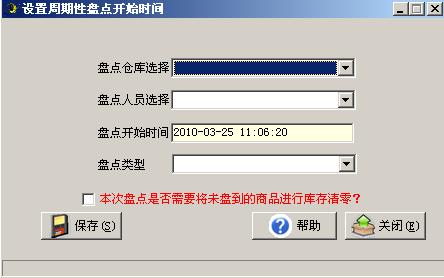 设置周期性盘点开始时间
盘点仓库选择
盘点人员选择
盘点开始时间 2010-03-25 11:06:20
盘点类型
本次盘点是否需要将未盘到的商品进行库存清零?
保存(S) 帮助 关闭(E)